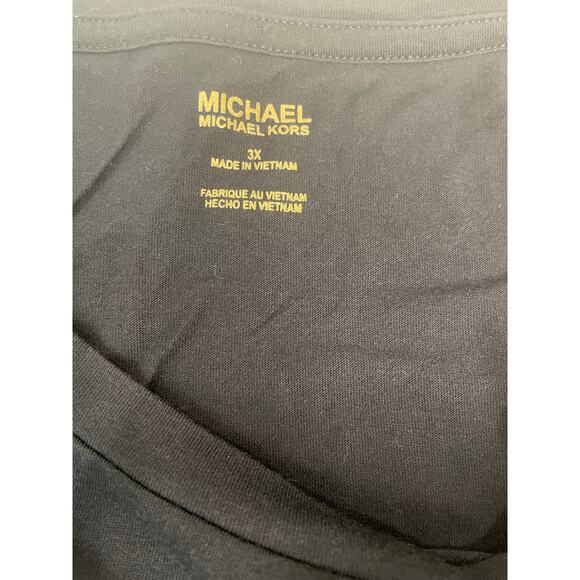 MICHAEL
MICHAEL KORS
3X
MADE IN VIETNAM
FABRIQUE AU VIETNAM
HECHO EN VIETNAM